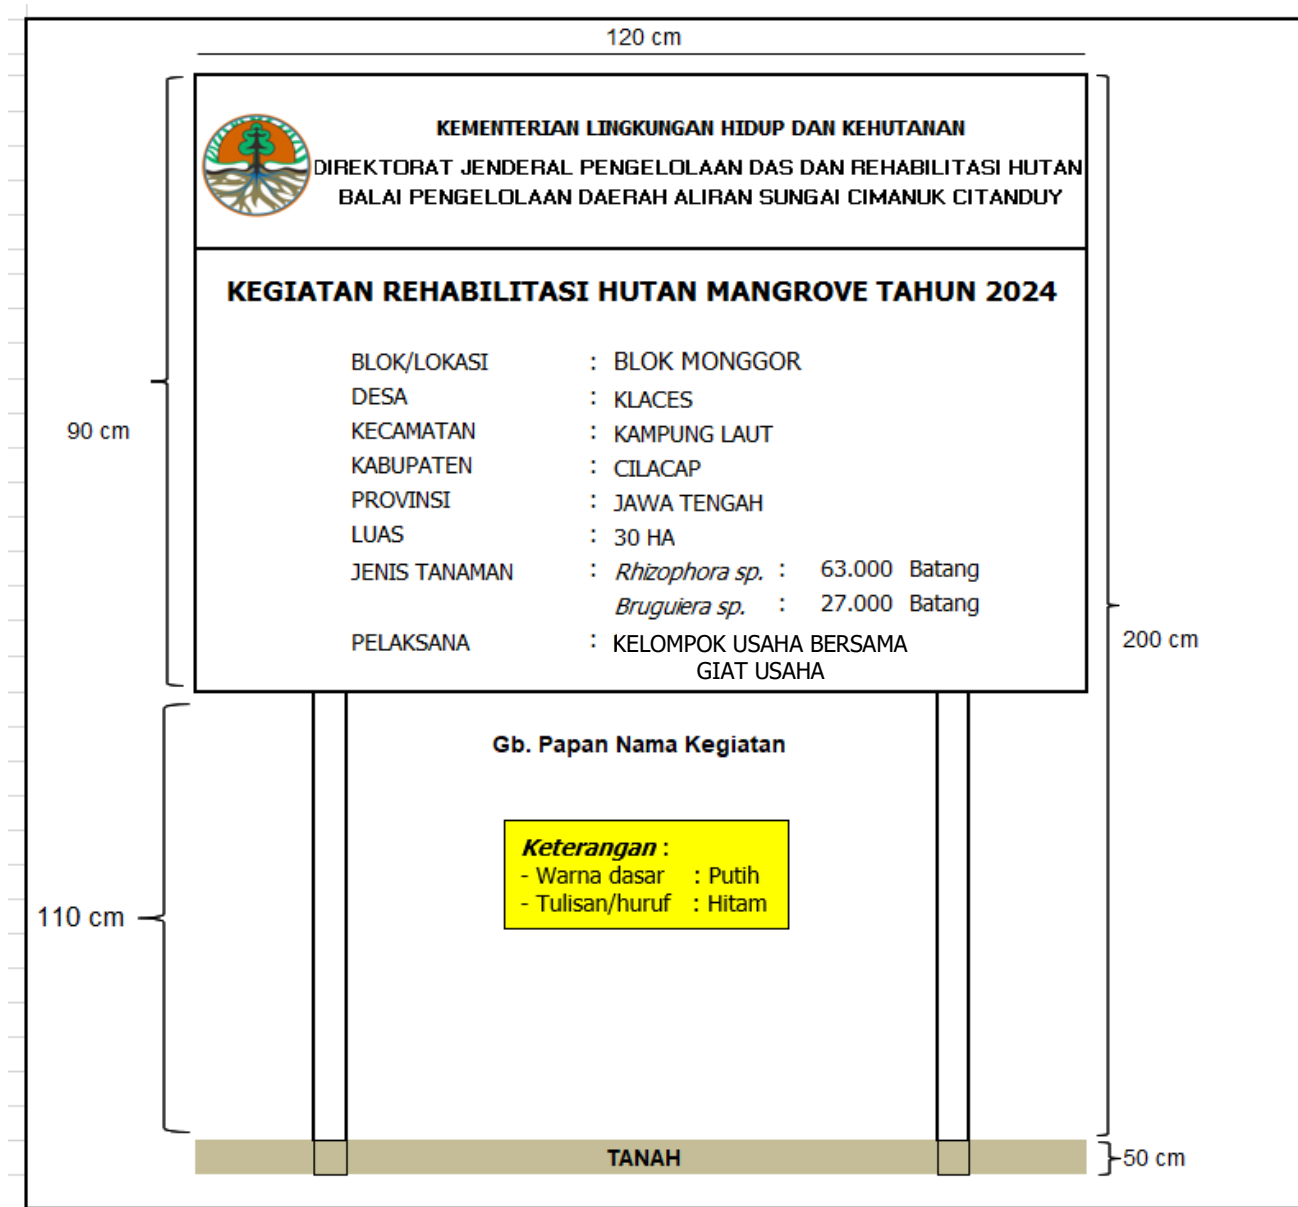 120 cm
KEMENTERIAN LINGKUNGAN HIDUP DAN KEHUTANAN
DIREKTORAT JENDERAL PENGELOLAAN DAS DAN REHABILITASI HUTAN
BALAI PENGELOLAAN DAERAH ALIRAN SUNGAI CIMANUK CITANDUY
KEGIATAN REHABILITASI HUTAN MANGROVE TAHUN 2024
BLOK/LOKASI : BLOK MONGGOR
DESA : KLACES
KECAMATAN : KAMPUNG LAUT
90 cm
KABUPATEN : CILACAP
PROVINSI : JAWA TENGAH
LUAS : 30 HA
JENIS TANAMAN : Rhizophora sp. : 63.000 Batang
Bruguiera sp. : 27.000 Batang
PELAKSANA : KELOMPOK USAHA BERSAMA
GIAT USAHA
200 cm
Gb. Papan Nama Kegiatan
Keterangan :
- Warna dasar : Putih
- Tulisan/huruf : Hitam
110 cm
TANAH
50 cm